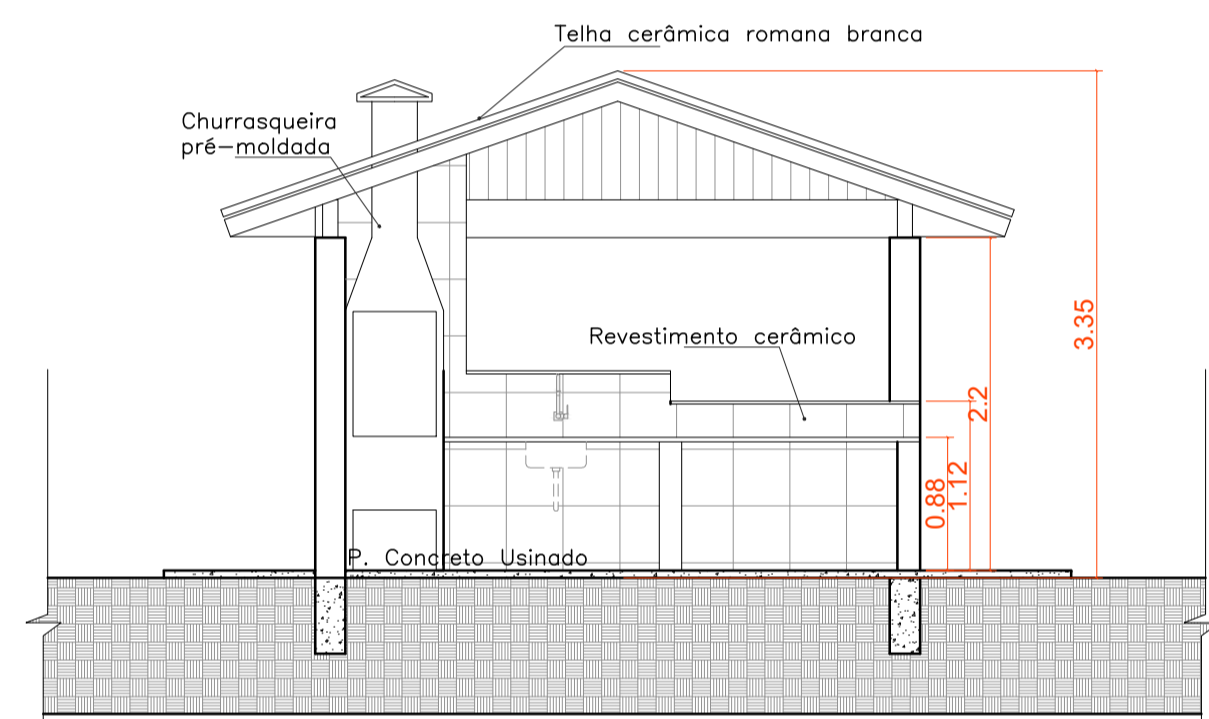 Telha cerâmica romana branca
Churrasqueira
pré-moldada
Revestimento cerâmico
3.35
2.2
1.12
0.88
P. Concreto Usinado